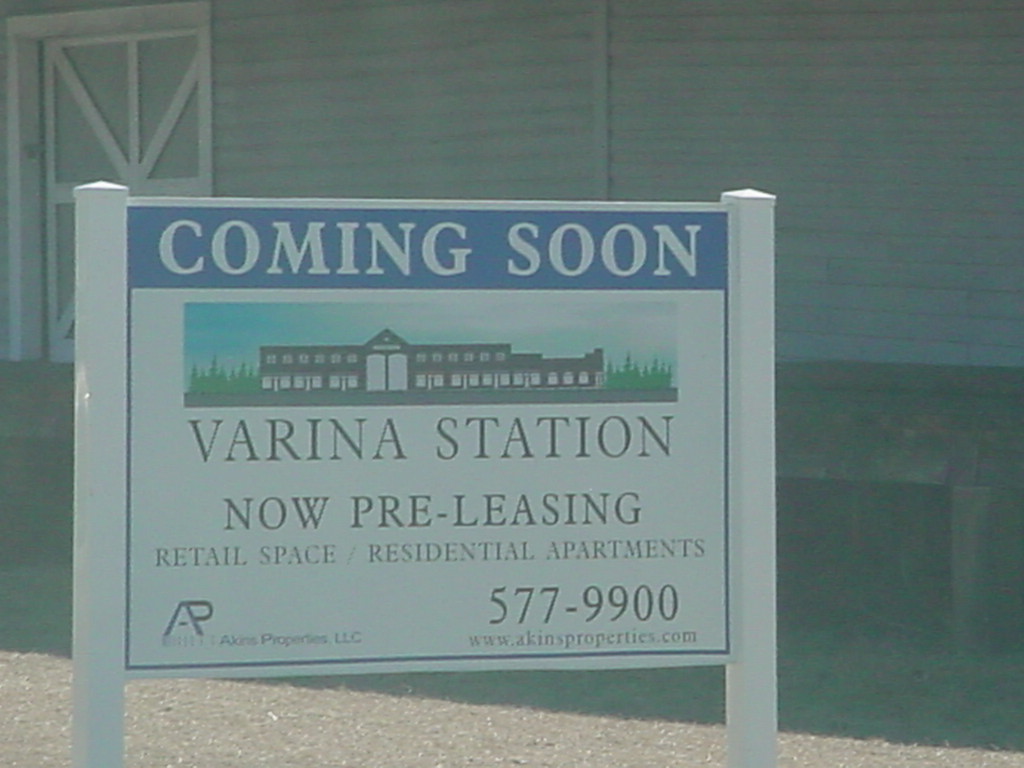 COMING SOON
VARINA STATION
NOW PRE-LEASING
RETAIL SPACE / RESIDENTIAL APARTMENTS
577-9900
AP
Akins Properties, LLC
www.akinsproperties.com